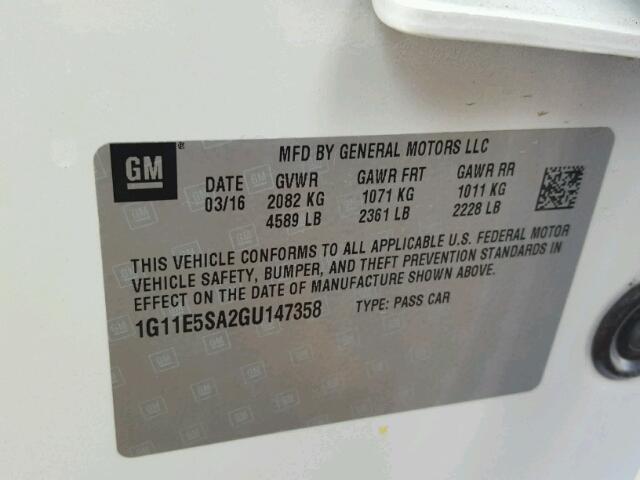 GM
MFD BY GENERAL MOTORS LLC
DATE GVWR GAWR FRT GAWR RR
03/16 2082 KG 1071 KG 1011 KG
4589 LB 2361 LB 2228 LB
THIS VEHICLE CONFORMS TO ALL APPLICABLE U.S. FEDERAL MOTOR
VEHICLE SAFETY, BUMPER, AND THEFT PREVENTION STANDARDS IN
EFFECT ON THE DATE OF MANUFACTURE SHOWN ABOVE.
1G11E5SA2GU147358 TYPE: PASS CAR